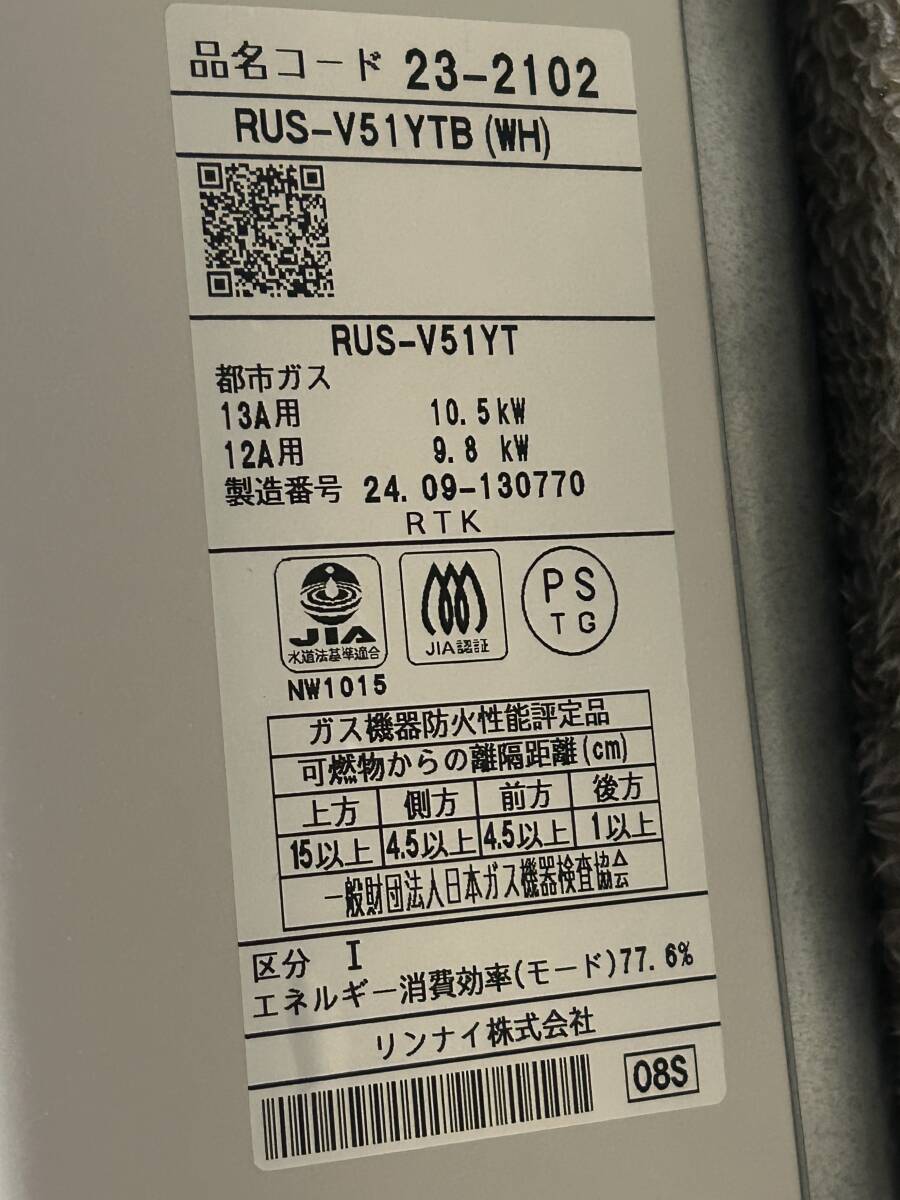 品名コード 23-2102
RUS-V51YTB(WH)
RUS-V51YT
都市ガス
13A用 10.5kW
12A用 9.8 kW
製造番号 24.09-130770
RTK
JIA
水道法基準適合
JIA認証
PS
TG
NW1015
ガス機器防火性能評定品
可燃物からの離隔距離(cm)
上方 側方 前方 後方
15以上 4.5以上 4.5以上 1以上
一般財団法人日本ガス機器検査協会
区分 I
エネルギー消費効率(モード)77.6%
リンナイ株式会社
08S